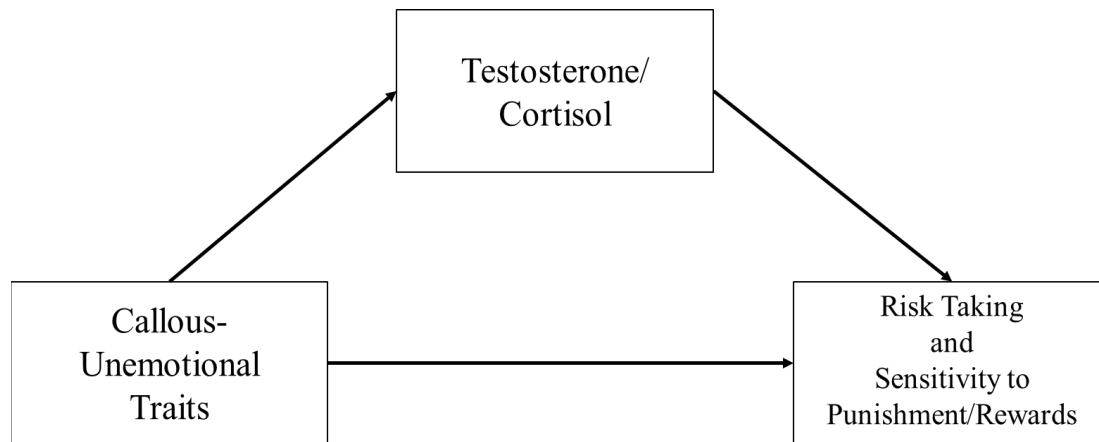 Testosterone/
Cortisol
Callous-
Unemotional
Traits
Risk Taking
and
Sensitivity to
Punishment/Rewards